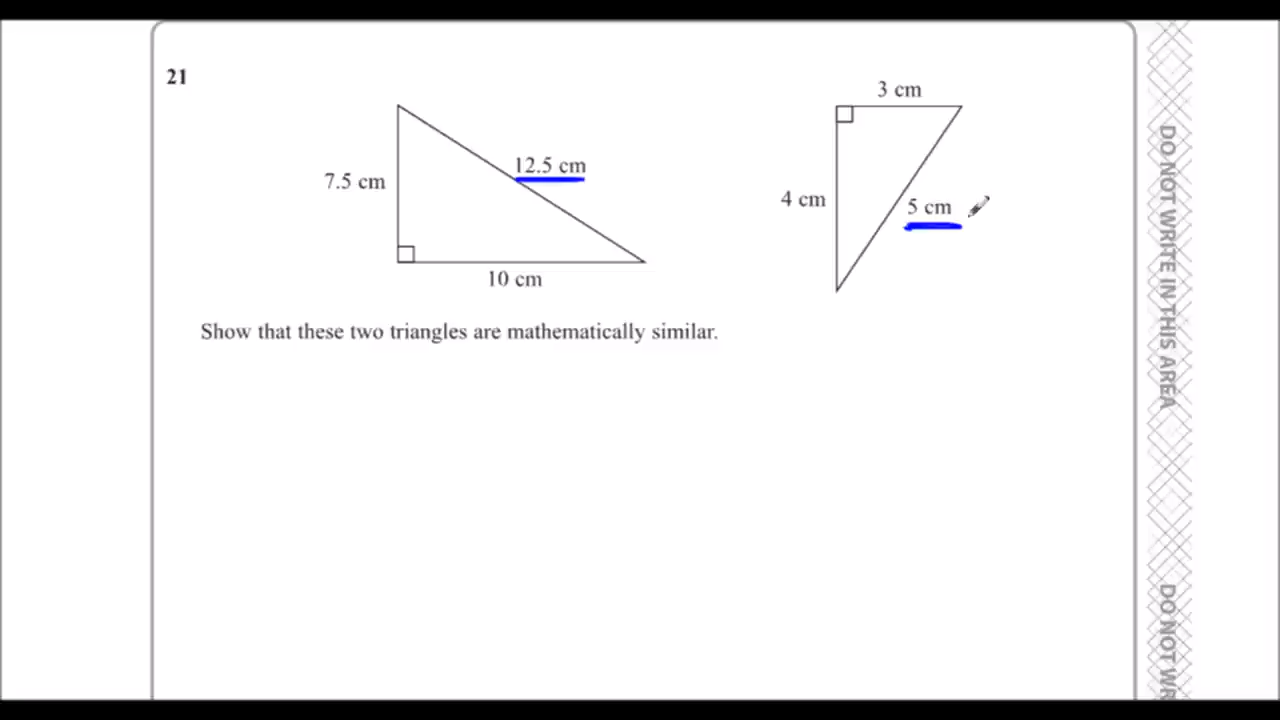 21
3 cm
12.5 cm
7.5 cm
4 cm
5 cm
10 cm
Show that these two triangles are mathematically similar.
DO NOT WRITE IN THIS AREA
DO NOT WR